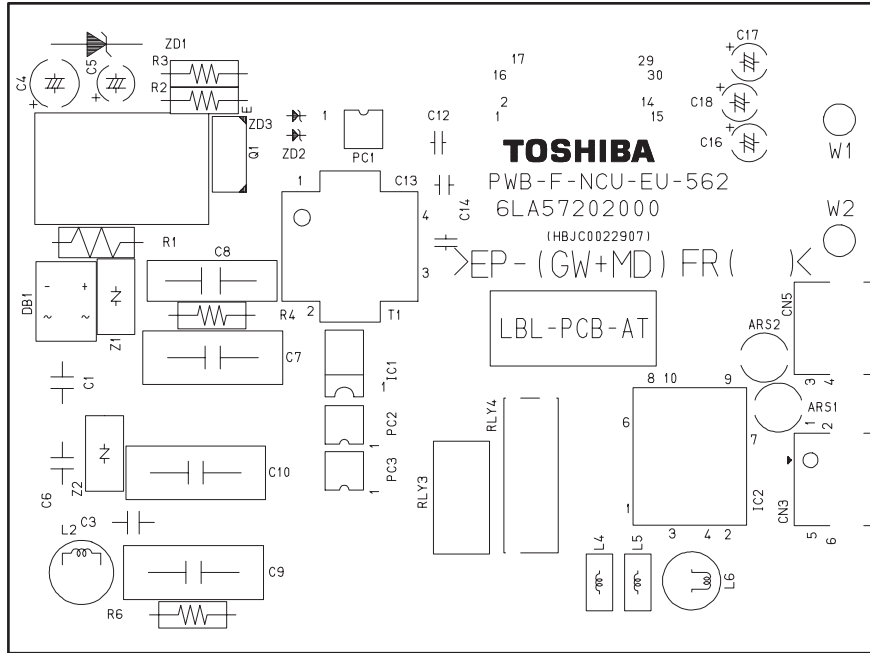 ZD1
C17
C4
C5
R3
R2
17
29
16
30
C18
2
14
1
15
E
ZD3
1
C12
ZD2
Q1
PC1
C16
W1
TOSHIBA
PWB-F-NCU-EU-562
6LA57202000
(HBJC0022907)
>EP-(GW+MD)FR( )<
1
C13
4
C14
3
2
T1
W2
R1
C8
DB1
- +
~ ~
Z1
R4
C7
LBL-PCB-AT
ARS2
CN5
3 4
IC1
1
C1
8 10 9
6
7
1
3 4 2
IC2
ARS1
1
2
PC2
1
PC3
1
RLY4
RLY3
C10
C6
Z2
C3
L2
CN3
5
6
L4
L5
L6
C9
R6